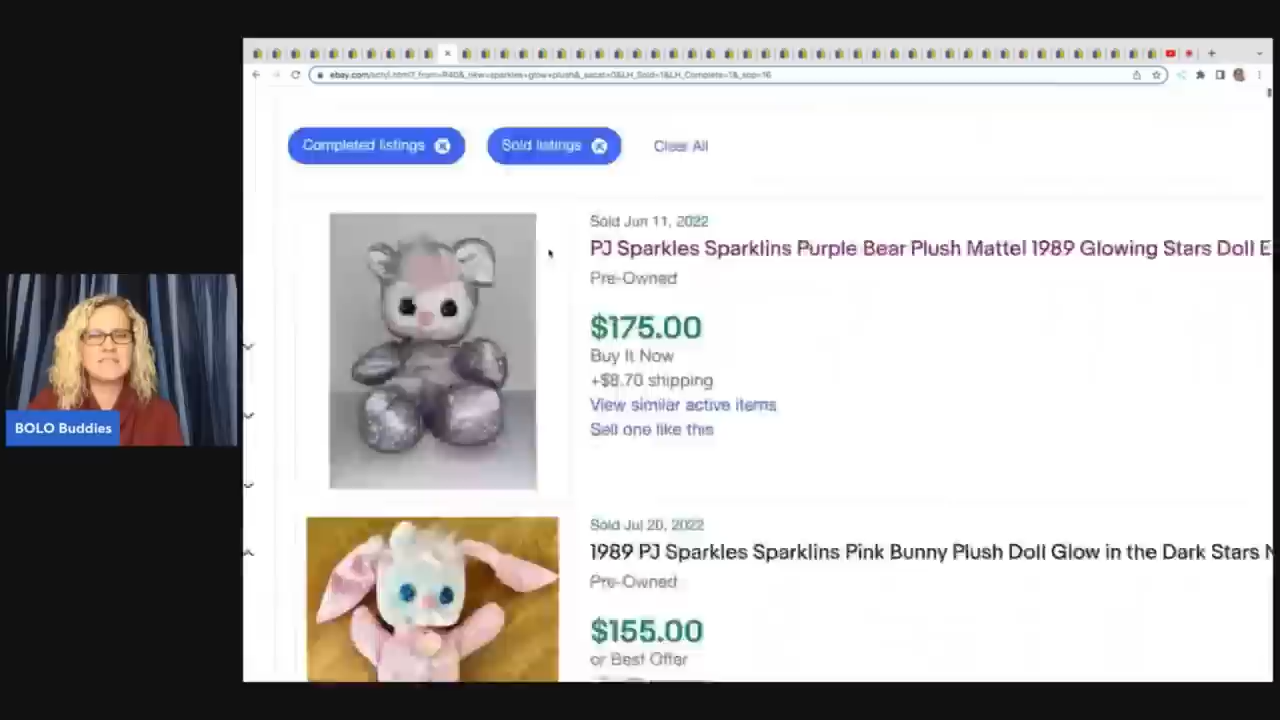 Completed listings
Sold listings
Clear All
Sold Jun 11, 2022
PJ Sparkles Sparklins Purple Bear Plush Mattel 1989 Glowing Stars Doll E
Pre-Owned
$175.00
Buy It Now
+$8.70 shipping
View similar active items
Sell one like this
BOLO Buddies
Sold Jul 20, 2022
1989 PJ Sparkles Sparklins Pink Bunny Plush Doll Glow in the Dark Stars N
Pre-Owned
$155.00
or Best Offer